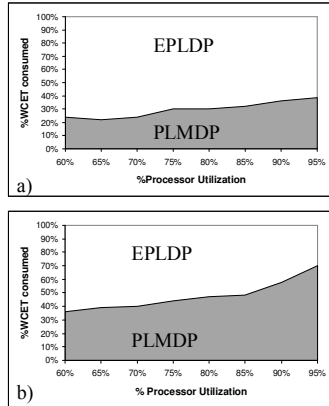 100%
90%
80%
70%
60%
50%
40%
30%
20%
10%
0%
%WCET consumed
EPLDP
PLMDP
60% 65% 70% 75% 80% 85% 90% 95%
%Processor Utilization
a)
100%
90%
80%
70%
60%
50%
40%
30%
20%
10%
0%
%WCET consumed
EPLDP
PLMDP
60% 65% 70% 75% 80% 85% 90% 95%
% Processor Utilization
b)